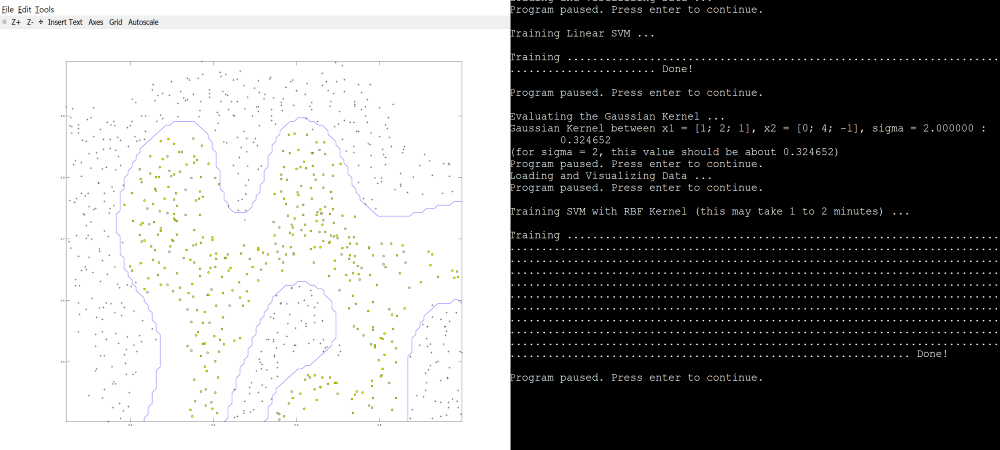 File Edit Tools
Z+ Z- Insert Text Axes Grid Autoscale
Program paused. Press enter to continue.
Training Linear SVM ...
Training ......................................................................
....................... Done!
Program paused. Press enter to continue.
Evaluating the Gaussian Kernel ...
Gaussian Kernel between x1 = [1; 2; 1], x2 = [0; 4; -1], sigma = 2.000000 :
0.324652
(for sigma = 2, this value should be about 0.324652)
Program paused. Press enter to continue.
Loading and Visualizing Data ...
Program paused. Press enter to continue.
Training SVM with RBF Kernel (this may take 1 to 2 minutes) ...
Training ......................................................................
...............................................................................
...............................................................................
...............................................................................
...............................................................................
...............................................................................
...............................................................................
...............................................................................
...............................................................................
...............................................................................
................................................................ Done!
Program paused. Press enter to continue.